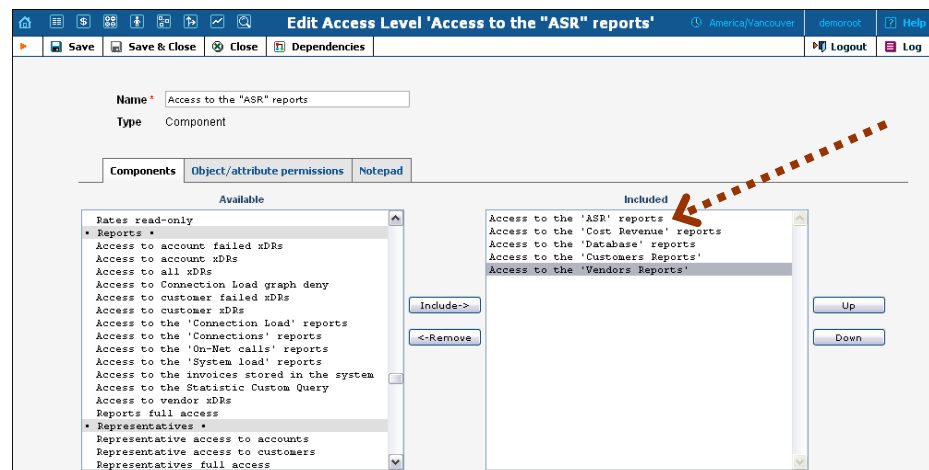 Edit Access Level 'Access to the "ASR" reports'
America/Vancouver
demoroot
Help
Save
Save & Close
Close
Dependencies
Logout
Log
Name *
Access to the "ASR" reports
Type
Component
Components
Object/attribute permissions
Notepad
Available
Included
Rates read-only
• Reports •
Access to account failed xDRs
Access to account xDRs
Access to all xDRs
Access to Connection Load graph deny
Access to customer failed xDRs
Access to customer xDRs
Access to the 'Connection Load' reports
Access to the 'Connections' reports
Access to the 'On-Net calls' reports
Access to the 'System load' reports
Access to the invoices stored in the system
Access to the Statistic Custom Query
Access to vendor xDRs
Reports full access
• Representatives •
Representative access to accounts
Representative access to customers
Representatives full access
Include->
<-Remove
Access to the 'ASR' reports
Access to the 'Cost Revenue' reports
Access to the 'Database' reports
Access to the 'Customers Reports'
Access to the 'Vendors Reports'
Up
Down